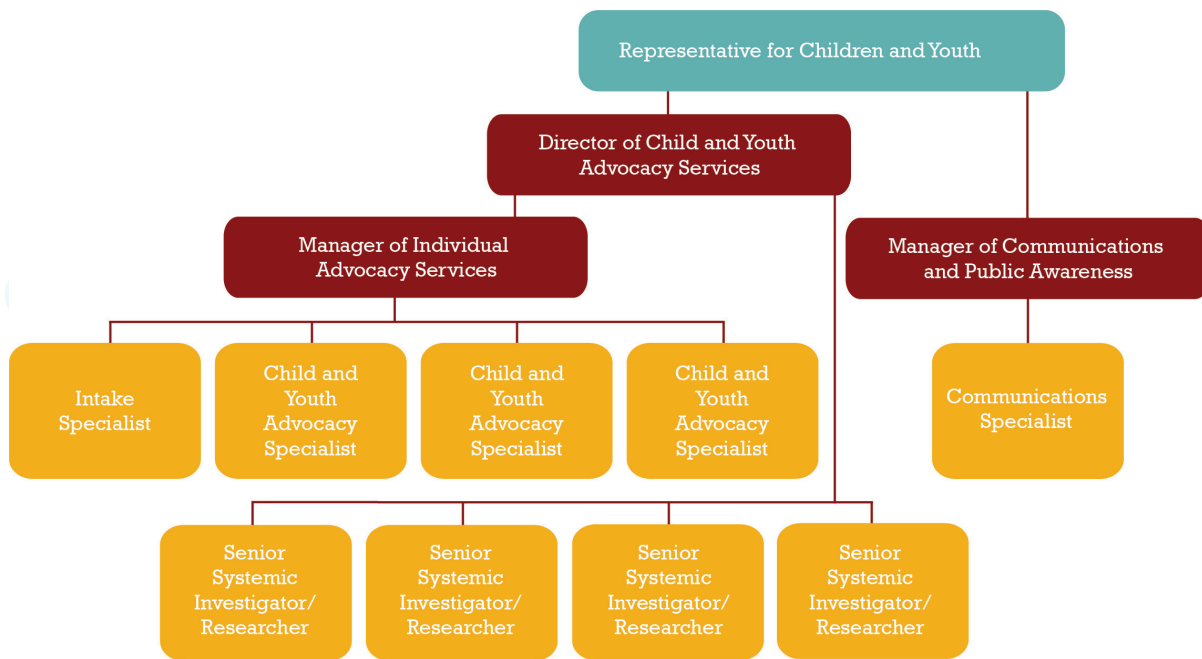 Representative for Children and Youth
Director of Child and Youth
Advocacy Services
Manager of Individual
Advocacy Services
Manager of Communications
and Public Awareness
Intake
Specialist
Child and
Youth
Advocacy
Specialist
Child and
Youth
Advocacy
Specialist
Child and
Youth
Advocacy
Specialist
Communications
Specialist
Senior
Systemic
Investigator/
Researcher
Senior
Systemic
Investigator/
Researcher
Senior
Systemic
Investigator/
Researcher
Senior
Systemic
Investigator/
Researcher